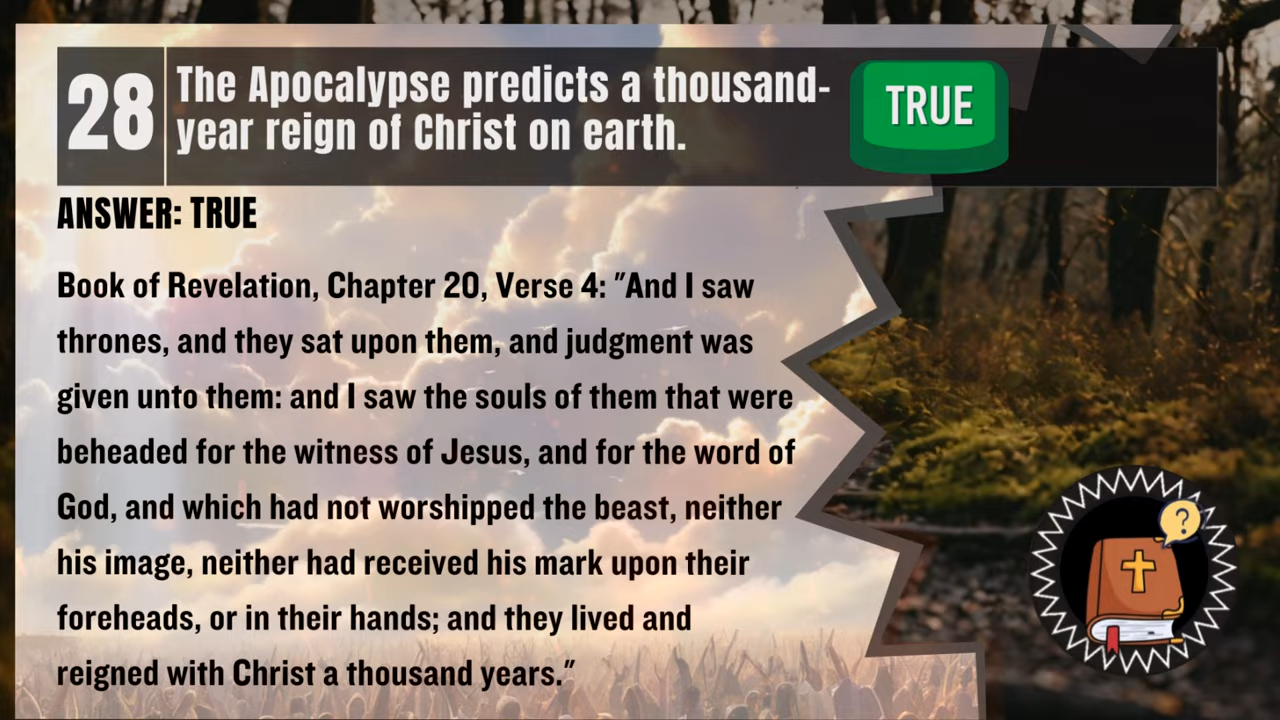 28
The Apocalypse predicts a thousand-
year reign of Christ on earth.
TRUE
ANSWER: TRUE
Book of Revelation, Chapter 20, Verse 4: "And I saw
thrones, and they sat upon them, and judgment was
given unto them: and I saw the souls of them that were
beheaded for the witness of Jesus, and for the word of
God, and which had not worshipped the beast, neither
his image, neither had received his mark upon their
foreheads, or in their hands; and they lived and
reigned with Christ a thousand years."
?